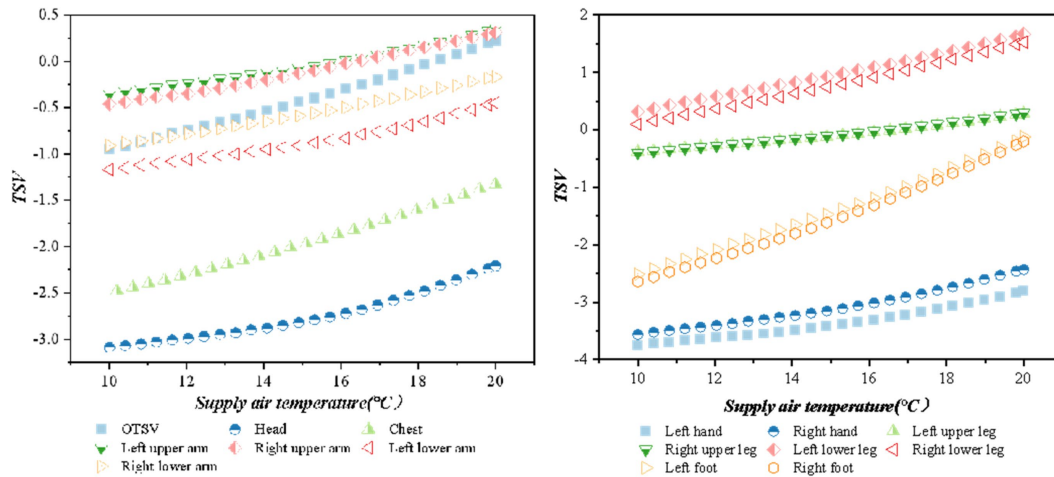 0.5
0.0
-0.5
-1.0
-1.5
-2.0
-2.5
-3.0
TSV
10 12 14 16 18 20
Supply air temperature(°C)
OTSV Head Chest
Left upper arm Right upper arm Left lower arm
Right lower arm
2
1
0
-1
-2
-3
-4
TSV
10 12 14 16 18 20
Supply air temperature(°C)
Left hand Right hand Left upper leg
Right upper leg Left lower leg Right lower leg
Left foot Right foot